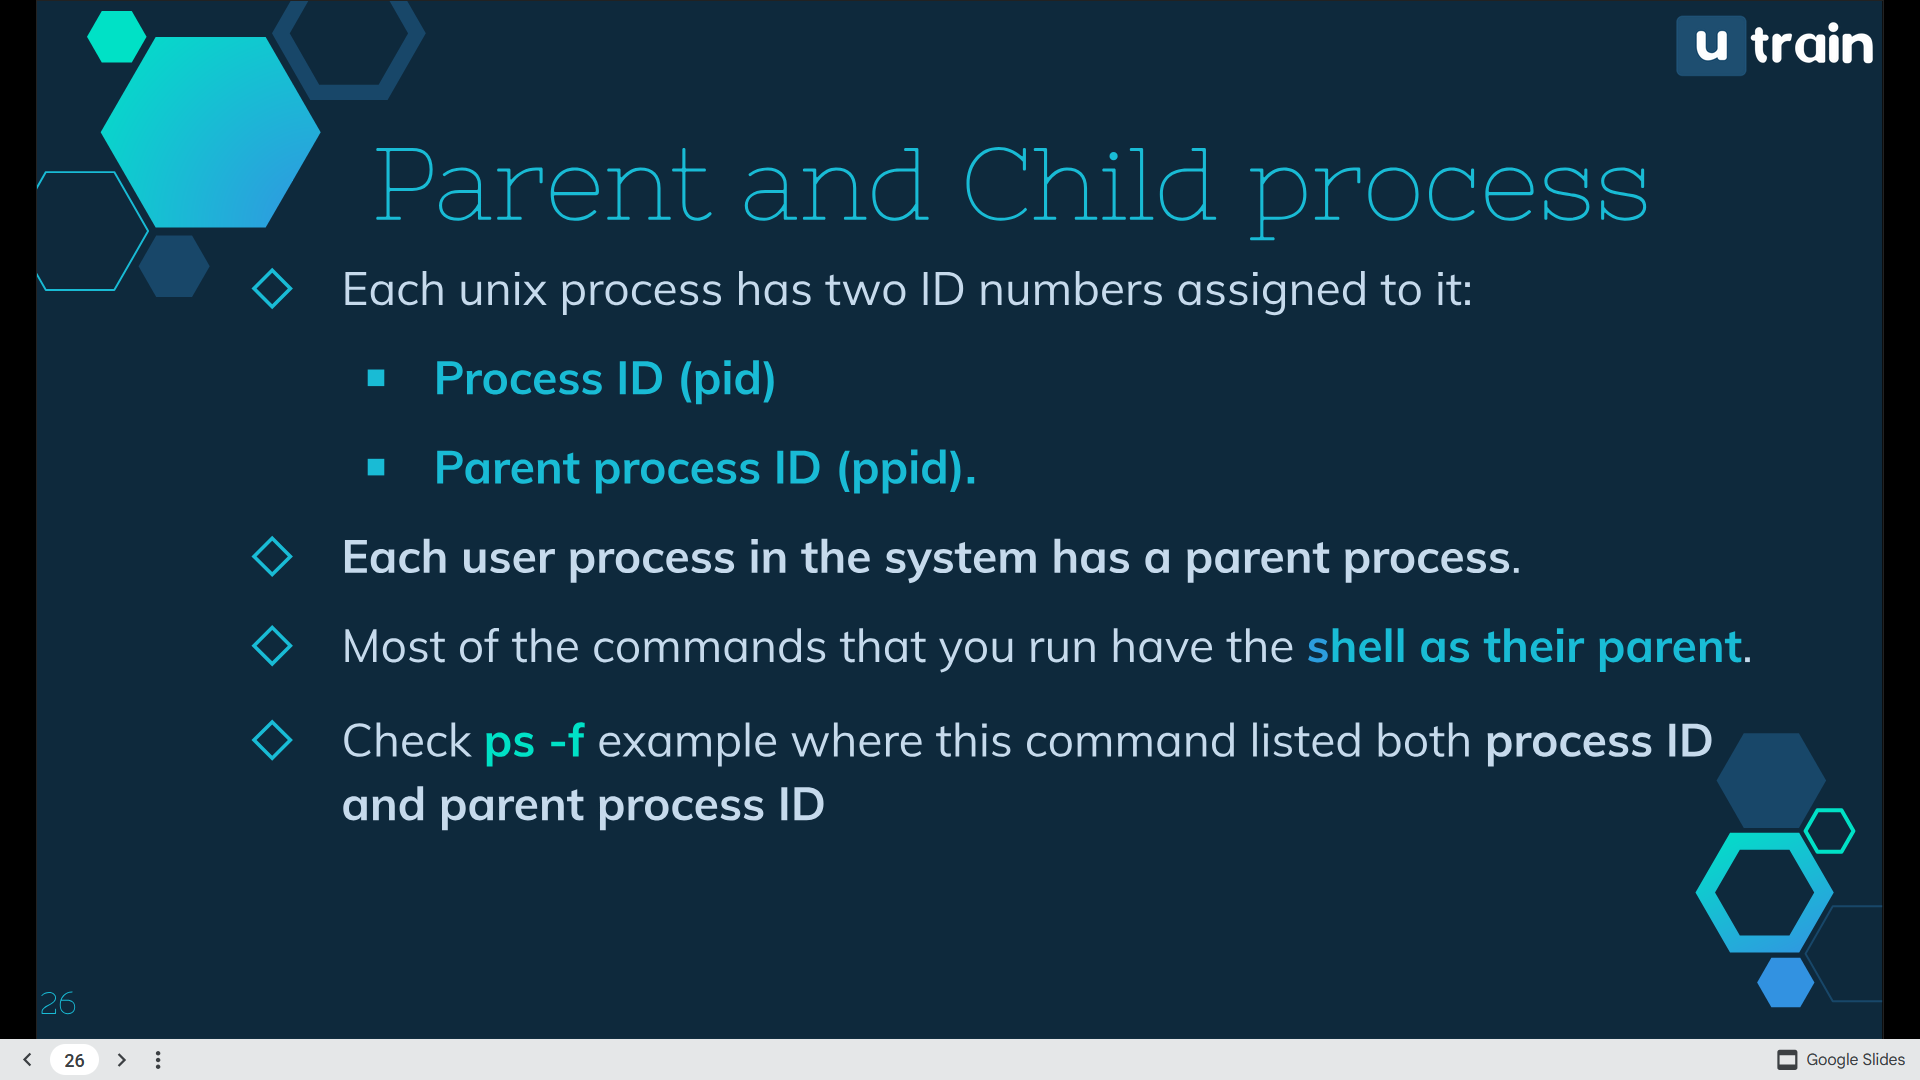 u train
Parent and Child process
Each unix process has two ID numbers assigned to it:
Process ID (pid)
Parent process ID (ppid).
Each user process in the system has a parent process.
Most of the commands that you run have the shell as their parent.
Check ps -f example where this command listed both process ID
and parent process ID
26
26
Google Slides